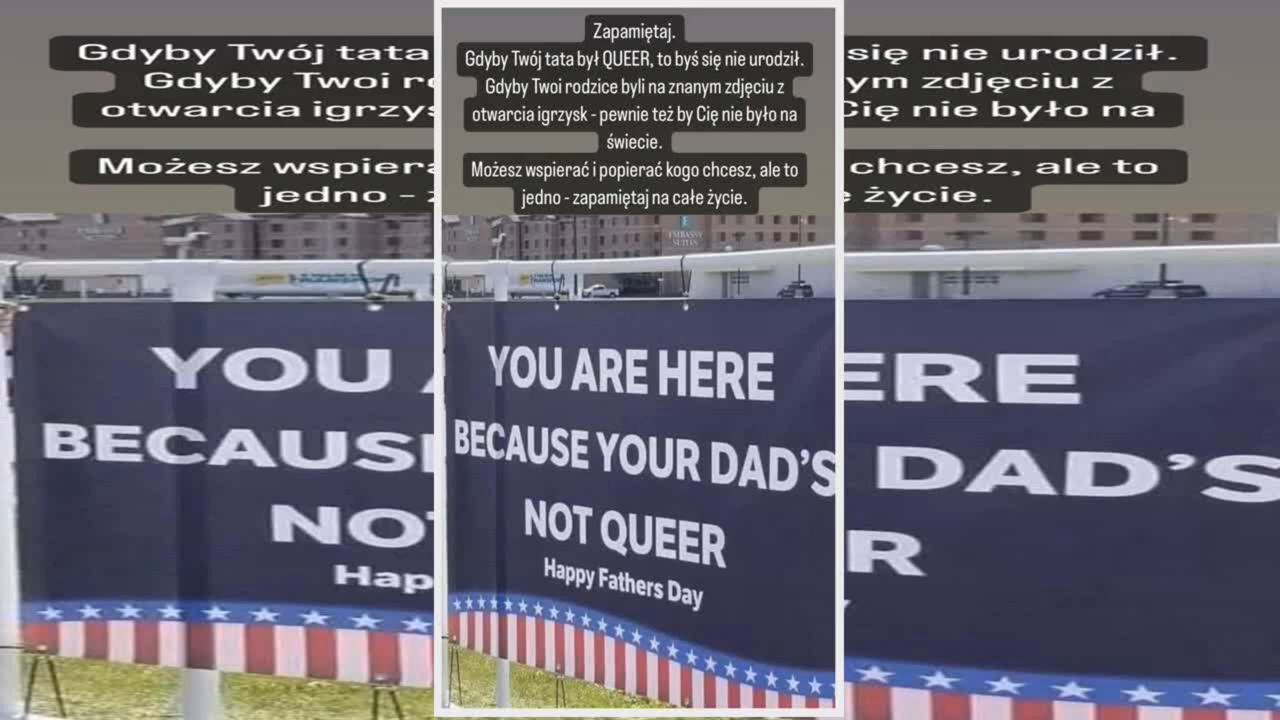 Zapamiętaj.
Gdyby Twój tata był QUEER, to byś się nie urodził.
Gdyby Twoi rodzice byli na znanym zdjęciu z
otwarcia igrzysk - pewnie też by Cię nie było na
świecie.
Możesz wspierać i popierać kogo chcesz, ale to
jedno - zapamiętaj na całe życie.
EMBASSY
SUITES
YOU ARE HERE
BECAUSE YOUR DAD'S
NOT QUEER
Happy Fathers Day